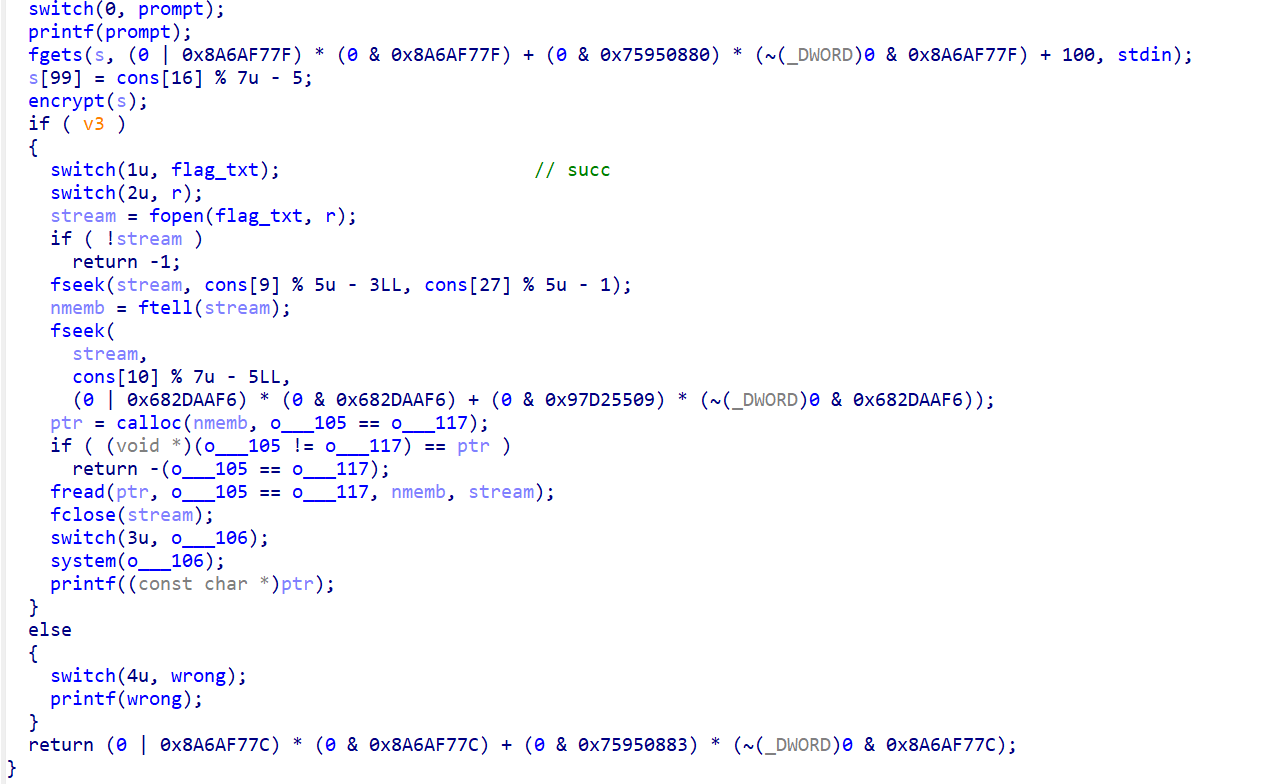 switch(0, prompt);
printf(prompt);
fgets(s, (0 | 0x8A6AF77F) * (0 & 0x8A6AF77F) + (0 & 0x75950880) * (~(_DWORD)0 & 0x8A6AF77F) + 100, stdin);
s[99] = cons[16] % 7u - 5;
encrypt(s);
if ( v3 )
{
switch(1u, flag_txt); // succ
switch(2u, r);
stream = fopen(flag_txt, r);
if ( !stream )
return -1;
fseek(stream, cons[9] % 5u - 3LL, cons[27] % 5u - 1);
nmemb = ftell(stream);
fseek(
stream,
cons[10] % 7u - 5LL,
(0 | 0x682DAAF6) * (0 & 0x682DAAF6) + (0 & 0x97D25509) * (~(_DWORD)0 & 0x682DAAF6));
ptr = calloc(nmemb, o___105 == o___117);
if ( (void *)(o___105 != o___117) == ptr )
return -(o___105 == o___117);
fread(ptr, o___105 == o___117, nmemb, stream);
fclose(stream);
switch(3u, o___106);
system(o___106);
printf((const char *)ptr);
}
else
{
switch(4u, wrong);
printf(wrong);
}
return (0 | 0x8A6AF77C) * (0 & 0x8A6AF77C) + (0 & 0x75950883) * (~(_DWORD)0 & 0x8A6AF77C);
}